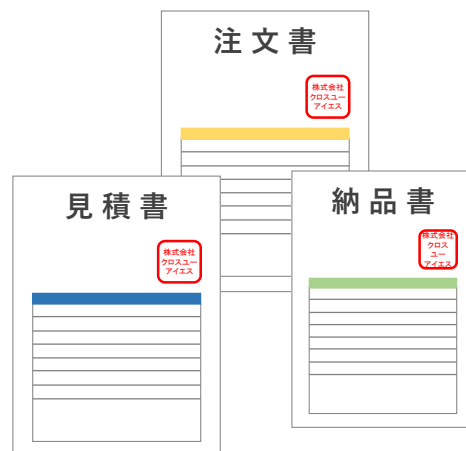 注文書
株式会社
クロスユー
アイエス
見積書
株式会社
クロスユー
アイエス
納品書
株式会社
クロス
ユー
アイエス